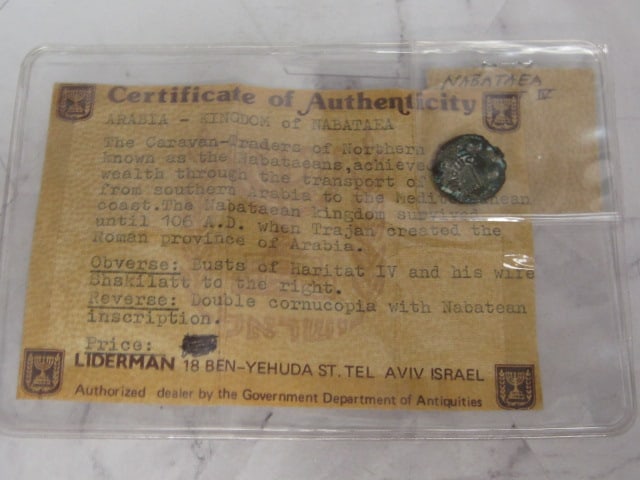 NABATAEA
IV
Certificate of Authenticity
ARABIA - KINGDOM of NABATAEA
The Caravan-Traders of Northern
known as the Nabataeans,achieve
wealth through the transport of
from southern Arabia to the Mediterranean
coast.The Nabataean kingdom survived
until 106 A.D. when Trajan created the
Roman province of Arabia.
Obverse: Busts of haritat IV and his wife
Shskilatt to the right.
Reverse: Double cornucopia with Nabatean
inscription.
Price:
LIDERMAN 18 BEN-YEHUDA ST. TEL AVIV ISRAEL
Authorized dealer by the Government Department of Antiquities